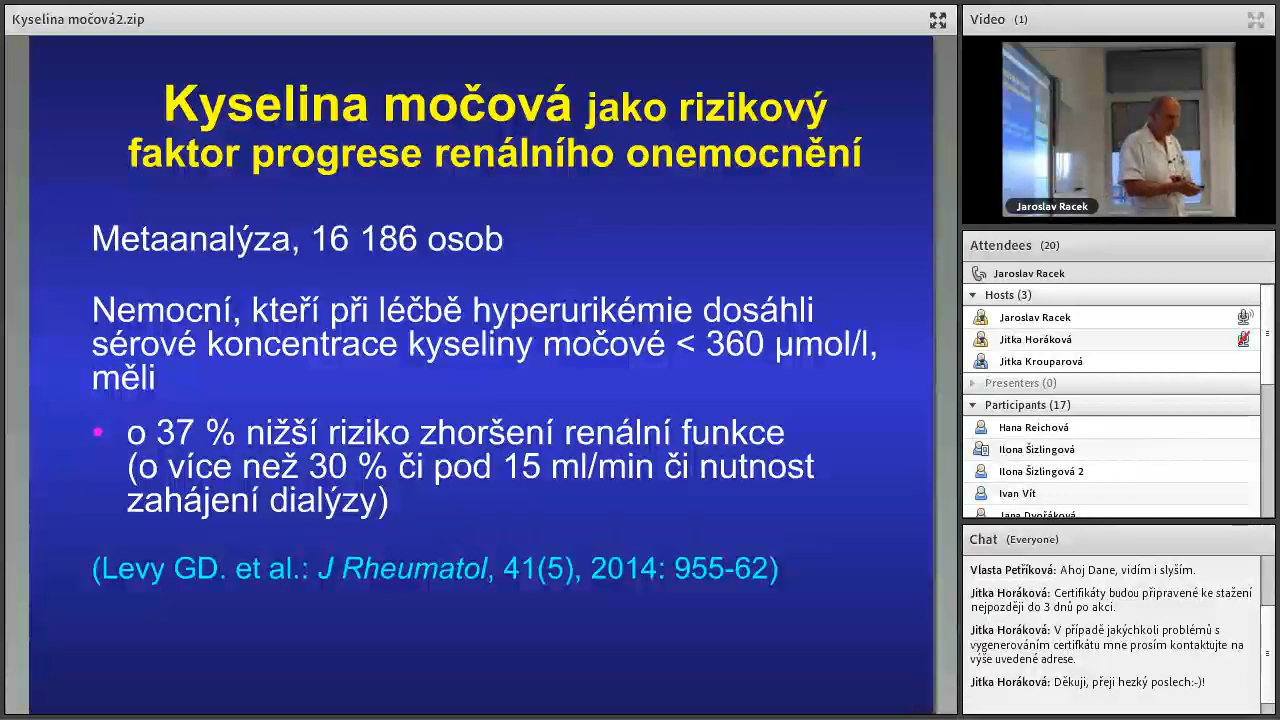 Kyselina močová2.zip
Kyselina močová jako rizikový
faktor progrese renálního onemocnění
Metaanalýza, 16 186 osob
Nemocní, kteří při léčbě hyperurikémie dosáhli
sérové koncentrace kyseliny močové < 360 µmol/l,
měli
• o 37 % nižší riziko zhoršení renální funkce
(o více než 30 % či pod 15 ml/min či nutnost
zahájení dialýzy)
(Levy GD. et al.: J Rheumatol, 41(5), 2014: 955-62)
Video (1)
Jaroslav Racek
Attendees (20)
Jaroslav Racek
Hosts (3)
Jaroslav Racek
Jitka Horáková
Jitka Krouparová
Presenters (0)
Participants (17)
Hana Reichová
Ilona Šizlingová
Ilona Šizlingová 2
Ivan Vít
Jana Dvořáková
Chat (Everyone)
Vlasta Petříková: Ahoj Dane, vidím i slyším.
Jitka Horáková: Certifikáty budou připravené ke stažení
nejpozději do 3 dnů po akci.
Jitka Horáková: V případě jakýchkoli problémů s
vygenerováním certifkátu mne prosím kontaktujte na
výše uvedené adrese.
Jitka Horáková: Děkuji, přeji hezký poslech:-)!